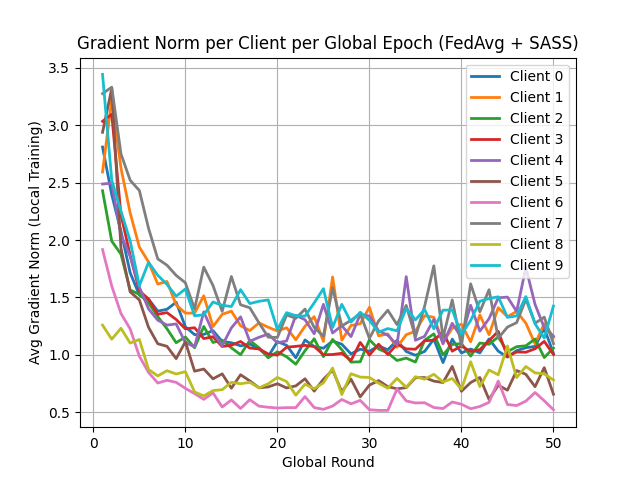 Gradient Norm per Client per Global Epoch (FedAvg + SASS)
Avg Gradient Norm (Local Training)
3.5
3.0
2.5
2.0
1.5
1.0
0.5
Client 0
Client 1
Client 2
Client 3
Client 4
Client 5
Client 6
Client 7
Client 8
Client 9
0 10 20 30 40 50
Global Round